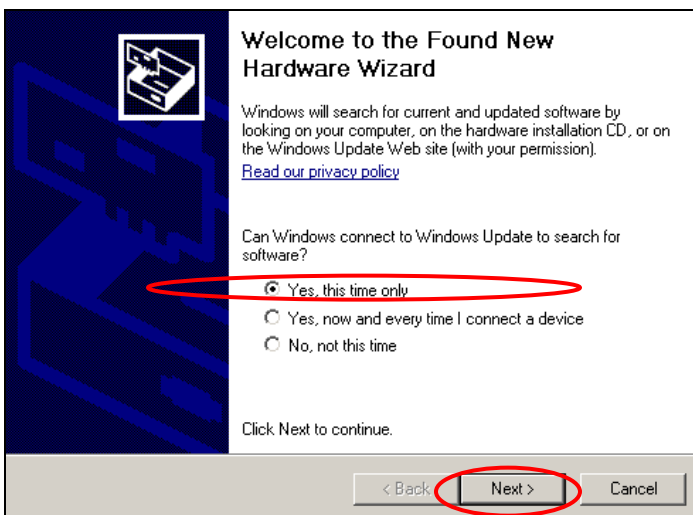 Welcome to the Found New
Hardware Wizard
Windows will search for current and updated software by
looking on your computer, on the hardware installation CD, or on
the Windows Update Web site (with your permission).
Read our privacy policy
Can Windows connect to Windows Update to search for
software?
Yes, this time only
Yes, now and every time I connect a device
No, not this time
Click Next to continue.
< Back
Next >
Cancel